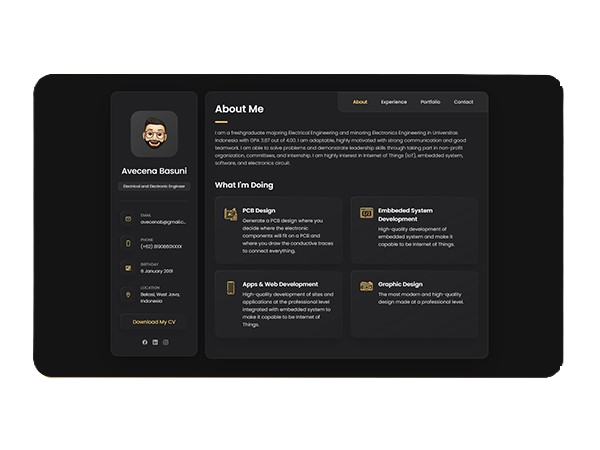 Avecena Basuni
Electrical and Electronic Engineer
EMAIL
avecenab@gmail.c...
PHONE
BIRTHDAY
LOCATION
Bekasi, West Java,
Indonesia
Download My CV
About Experience Portfolio Contact
About Me
I am a freshgraduate majoring Electrical Engineering and minoring Electronics Engineering in Universitas
Indonesia with GPA 3.67 out of 4.00. I am adaptable, highly motivated with strong communication and good
teamwork. I am able to solve problems and demonstrate leadership skills through taking part in non-profit
organization, committees, and internship. I am highly interest in Internet of Things (IoT), embedded system,
software, and electronics circuit.
What I'm Doing
PCB Design
Generate a PCB design where you
decide where the electronic
components will fit on a PCB and
where you draw the conductive traces
to connect everything.
Embbeded System
Development
High-quality development of
embedded system and make it
capable to be Internet of Things.
Apps & Web Development
High-quality development of sites and
applications at the professional level
integrated with embedded system to
make it capable to be Internet of
Things.
Graphic Design
The most modern and high-quality
design made at a professional level.